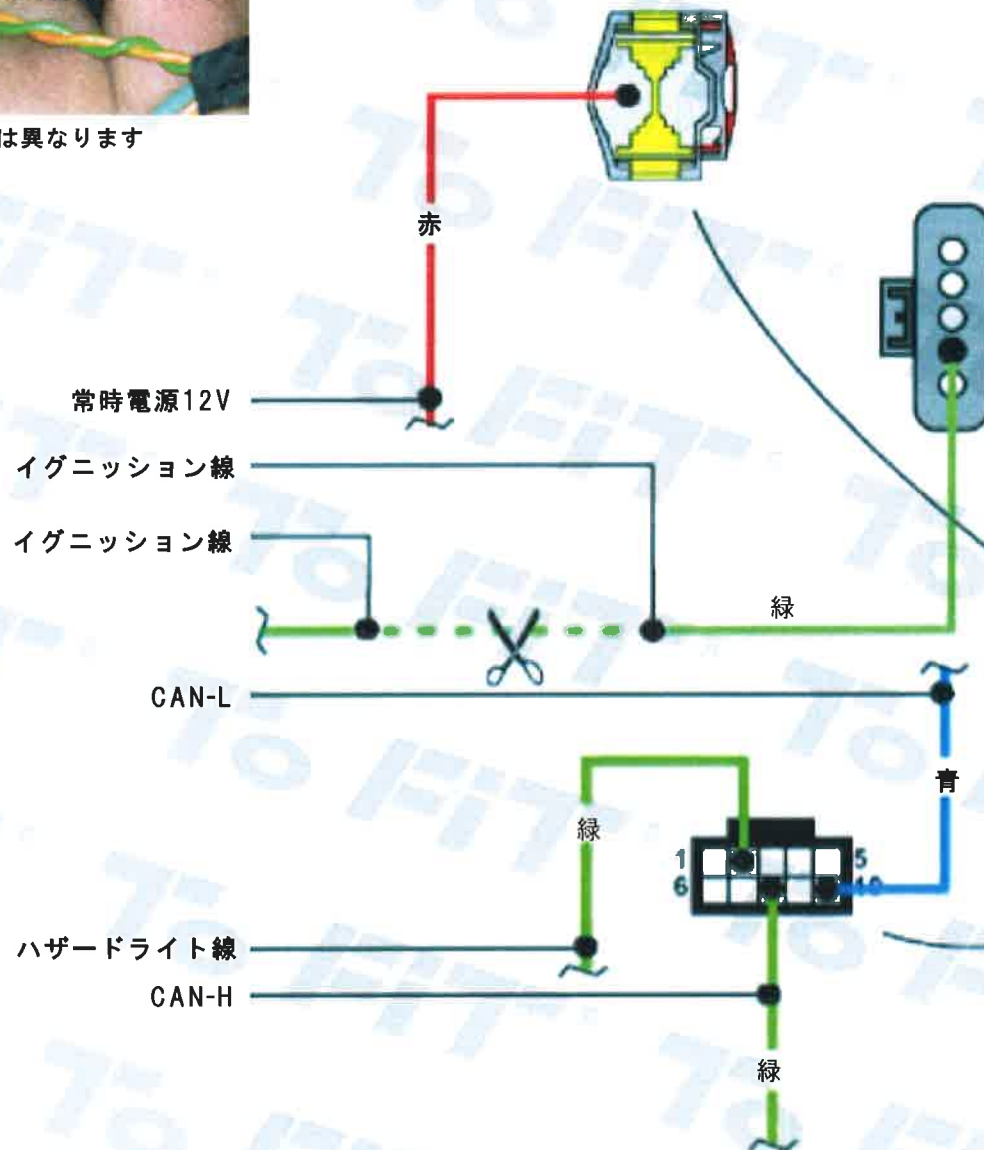 は異なります
赤
常時電源12V
イグニッション線
イグニッション線
緑
CAN-L
青
緑
1
5
6
10
ハザードライト線
CAN-H
緑
To FiT